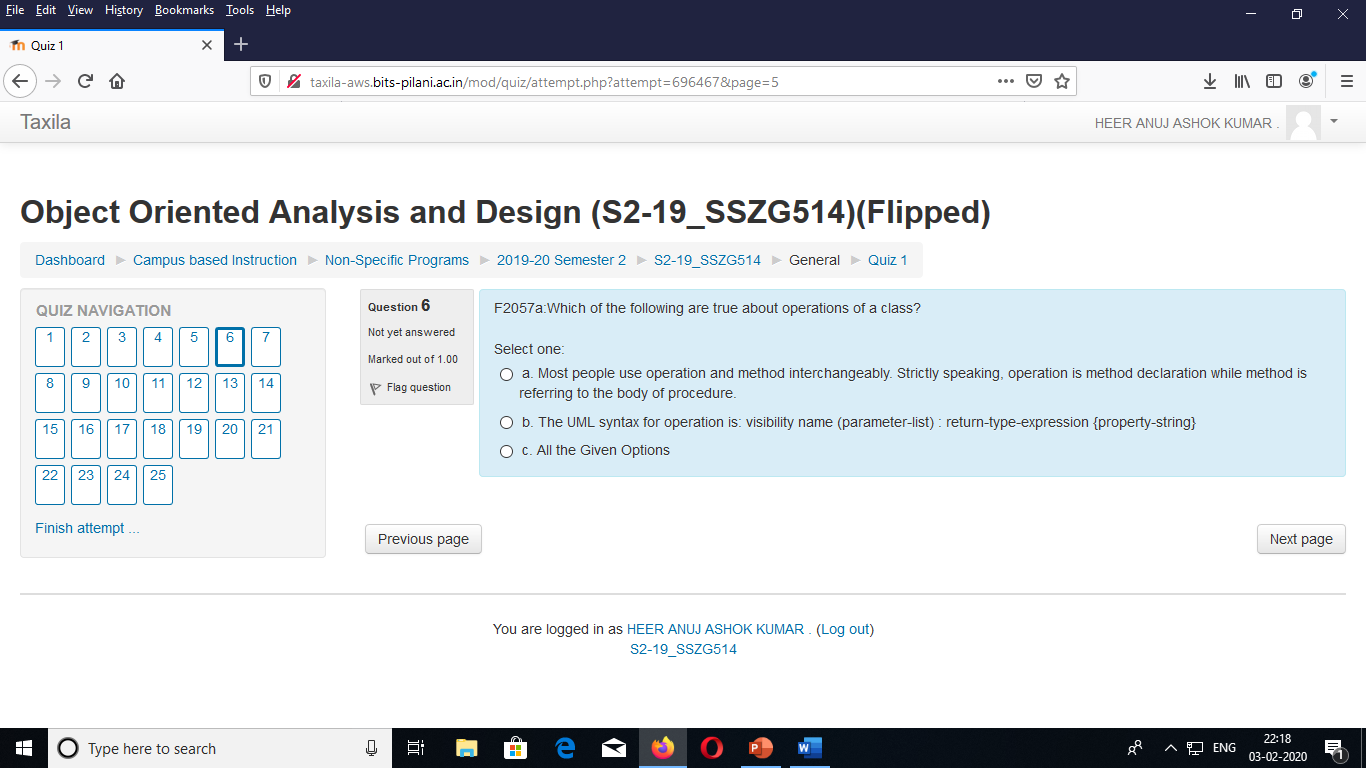 File Edit View History Bookmarks Tools Help
Quiz 1
taxila-aws.bits-pilani.ac.in/mod/quiz/attempt.php?attempt=696467&page=5
Taxila
HEER ANUJ ASHOK KUMAR .
Object Oriented Analysis and Design (S2-19_SSZG514)(Flipped)
Dashboard Campus based Instruction Non-Specific Programs 2019-20 Semester 2 S2-19_SSZG514 General Quiz 1
QUIZ NAVIGATION
1 2 3 4 5 6 7
8 9 10 11 12 13 14
15 16 17 18 19 20 21
22 23 24 25
Finish attempt ...
Question 6
Not yet answered
Marked out of 1.00
Flag question
F2057a:Which of the following are true about operations of a class?
Select one:
a. Most people use operation and method interchangeably. Strictly speaking, operation is method declaration while method is
referring to the body of procedure.
b. The UML syntax for operation is: visibility name (parameter-list) : return-type-expression {property-string}
c. All the Given Options
Previous page
Next page
You are logged in as HEER ANUJ ASHOK KUMAR . (Log out)
S2-19_SSZG514
Type here to search
ENG
22:18
03-02-2020
1